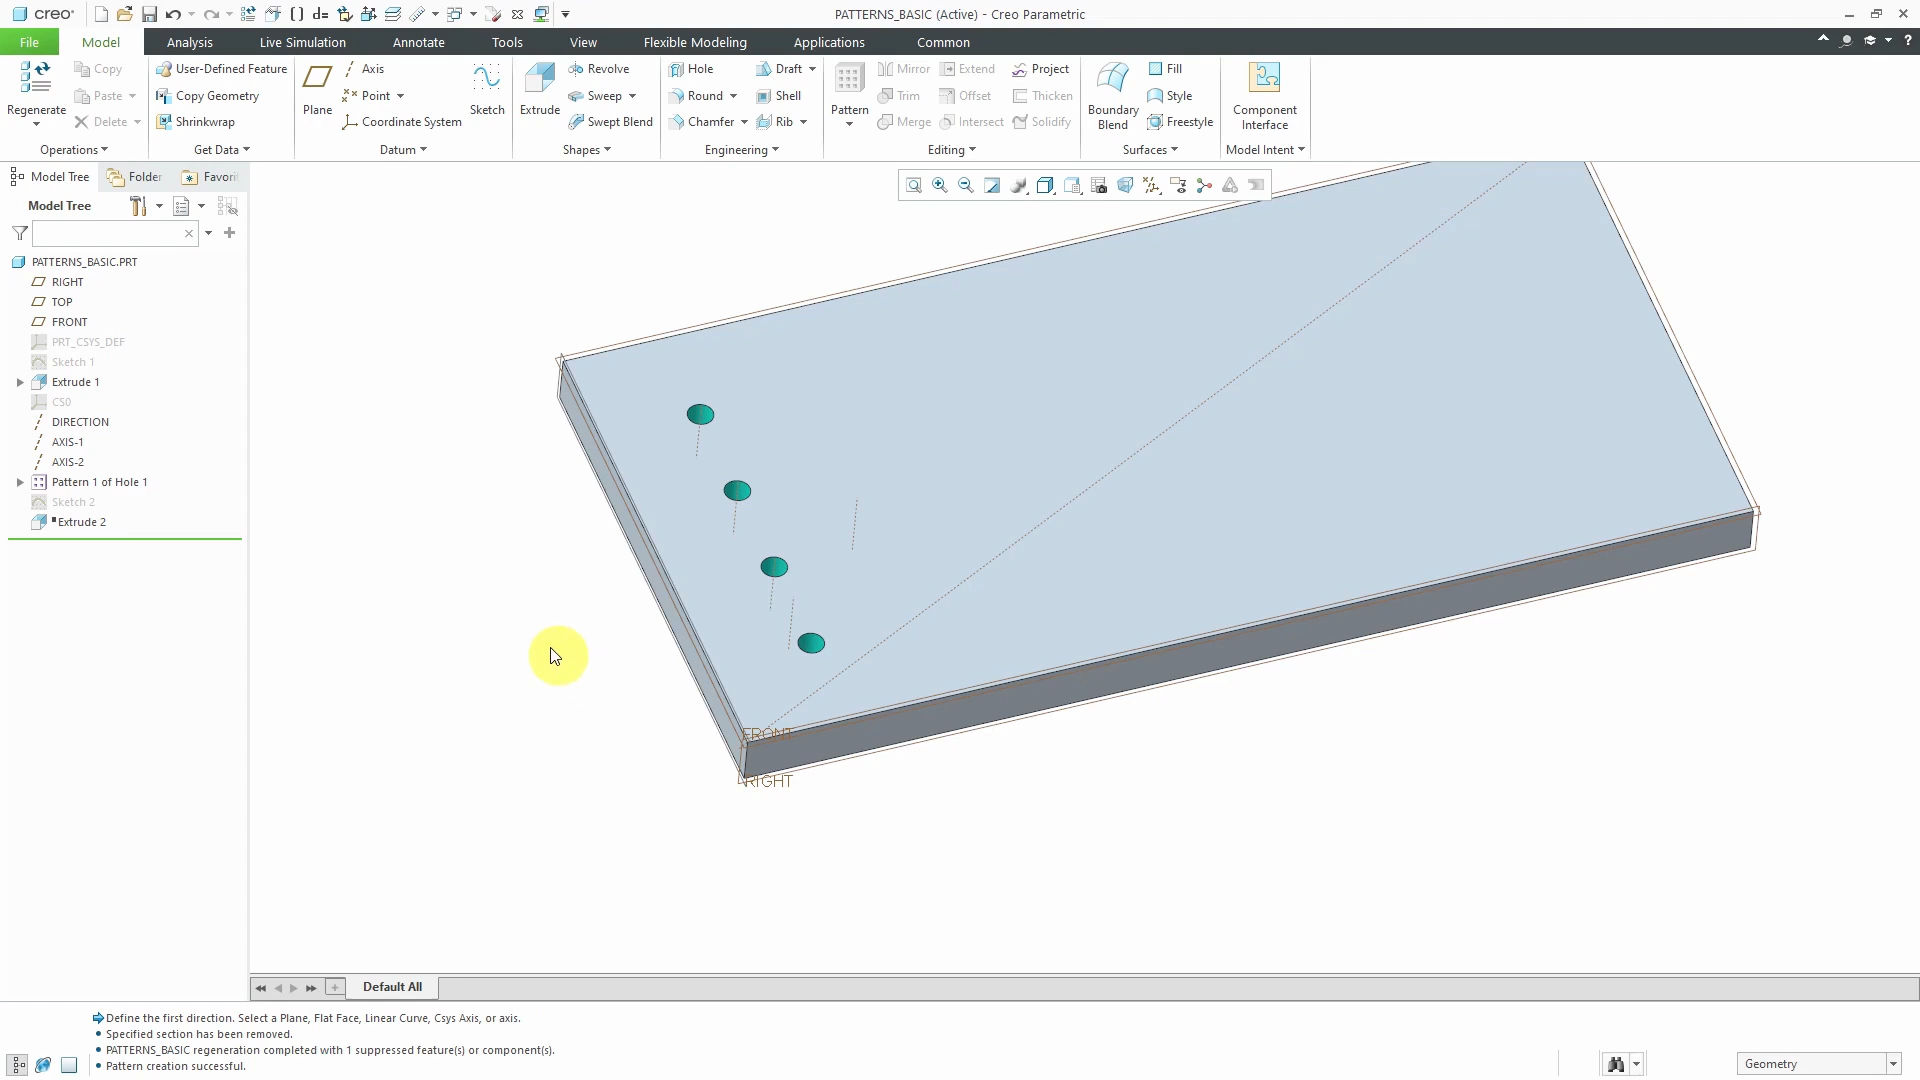 creo
PATTERNS_BASIC (Active) - Creo Parametric
File Model Analysis Live Simulation Annotate Tools View Flexible Modeling Applications Common
Regenerate
Copy
Paste
Delete
Operations
User-Defined Feature
Copy Geometry
Shrinkwrap
Get Data
Plane
Axis
Point
Coordinate System
Sketch
Datum
Extrude
Revolve
Sweep
Swept Blend
Shapes
Hole
Round
Chamfer
Draft
Shell
Rib
Engineering
Pattern
Mirror
Trim
Merge
Extend
Offset
Intersect
Project
Thicken
Solidify
Editing
Boundary
Blend
Fill
Style
Freestyle
Surfaces
Component
Interface
Model Intent
Model Tree Folder Favori
Model Tree
PATTERNS_BASIC.PRT
RIGHT
TOP
FRONT
PRT_CSYS_DEF
Sketch 1
Extrude 1
CS0
DIRECTION
AXIS-1
AXIS-2
Pattern 1 of Hole 1
Sketch 2
Extrude 2
FRONT
RIGHT
Default All
Define the first direction. Select a Plane, Flat Face, Linear Curve, Csys Axis, or axis.
• Specified section has been removed.
• PATTERNS_BASIC regeneration completed with 1 suppressed feature(s) or component(s).
• Pattern creation successful.
Geometry